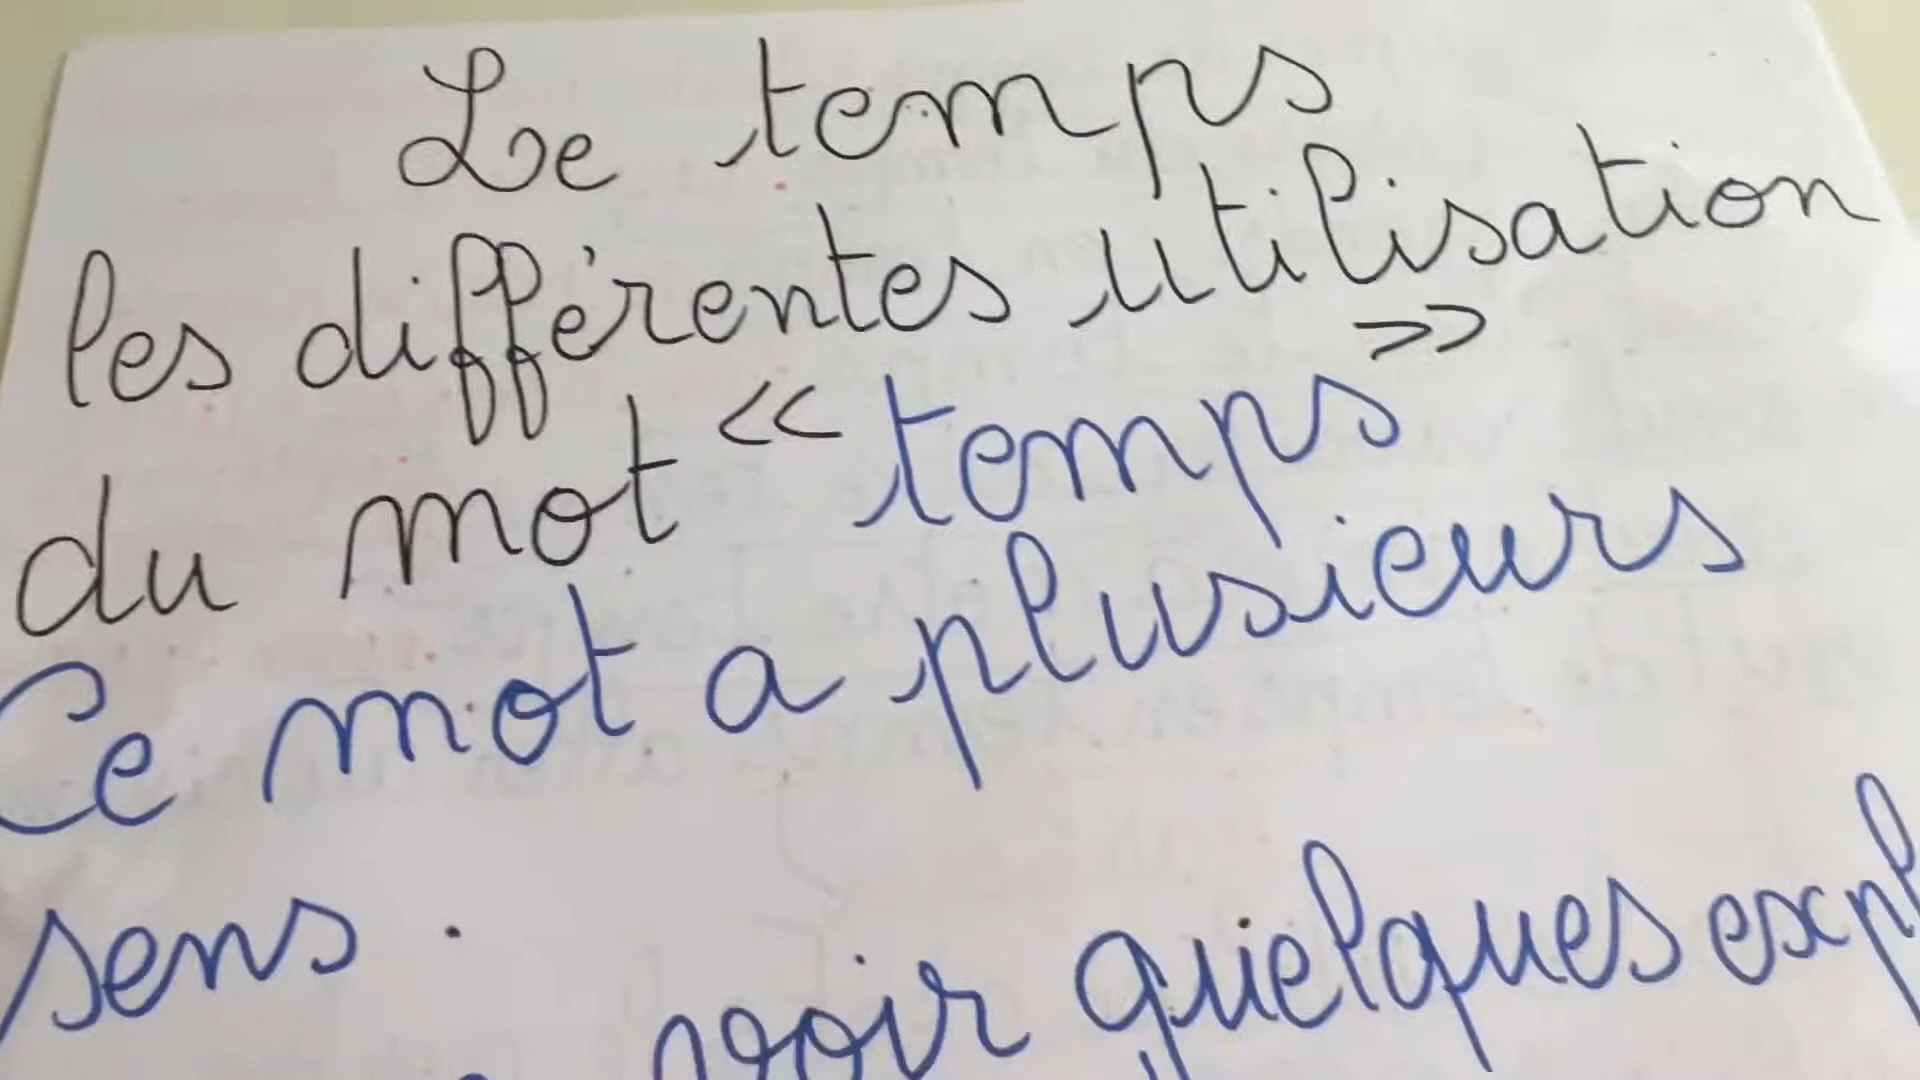 Le temps
les différentes utilisation
du mot << temps >>
Ce mot a plusieurs
sens.
voir quelques